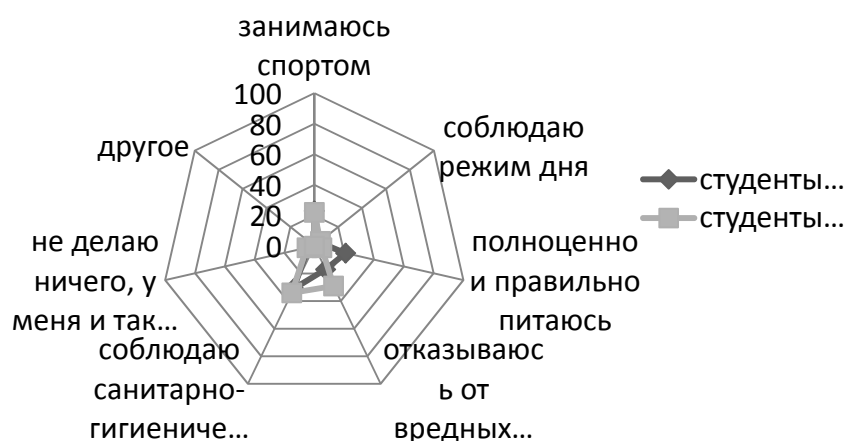 занимаюсь
спортом
100
80
60
40
20
0
соблюдаю
режим дня
полноценно
и правильно
питаюсь
отказываюс
ь от
вредных...
соблюдаю
санитарно-
гигиениче...
не делаю
ничего, у
меня и так...
другое
студенты...
студенты...